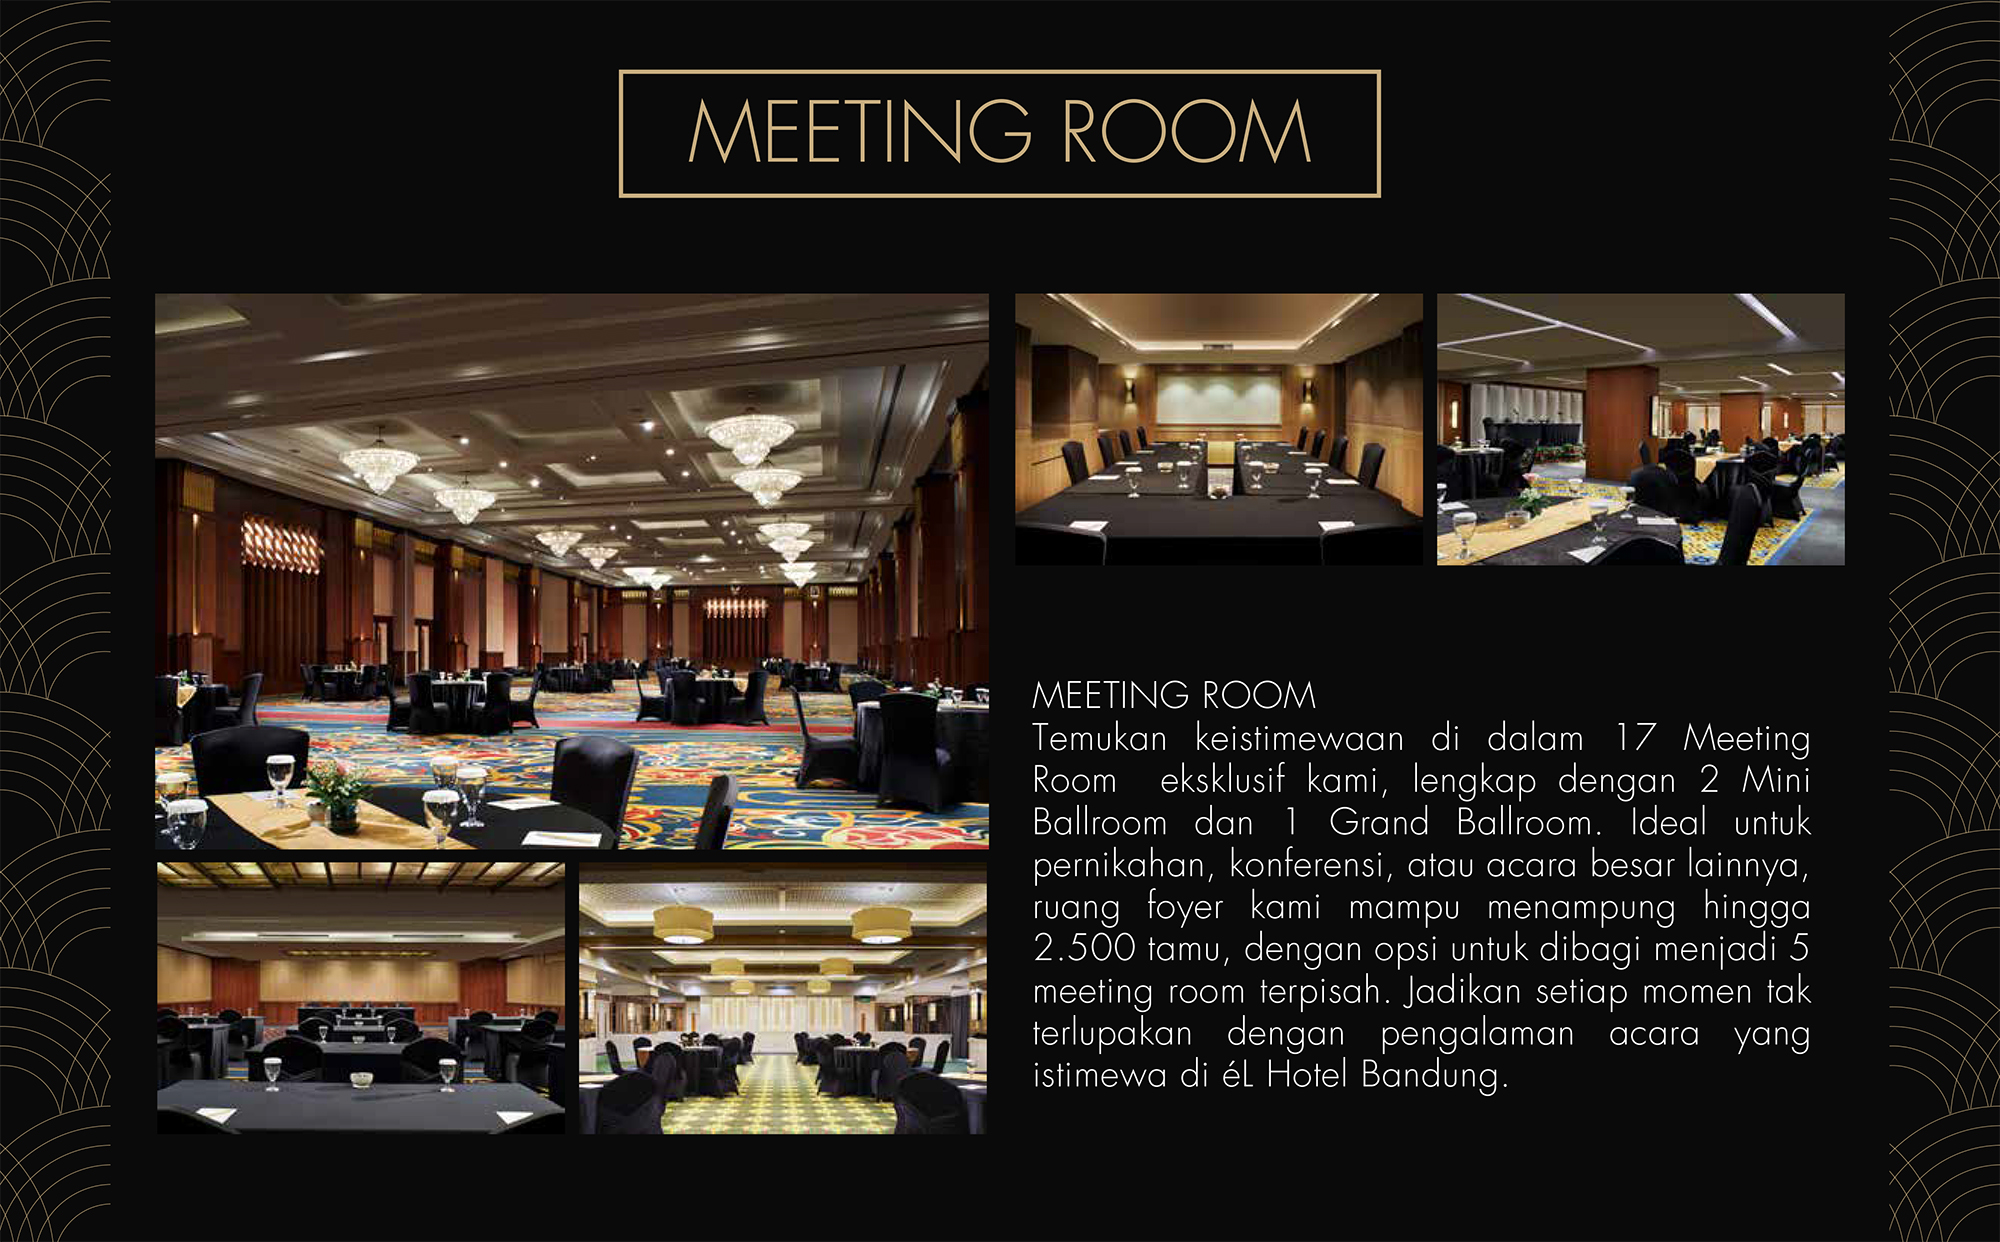 MEETING ROOM
MEETING ROOM
Temukan keistimewaan di dalam 17 Meeting
Room eksklusif kami, lengkap dengan 2 Mini
Ballroom dan 1 Grand Ballroom. Ideal untuk
pernikahan, konferensi, atau acara besar lainnya,
ruang foyer kami mampu menampung hingga
2.500 tamu, dengan opsi untuk dibagi menjadi 5
meeting room terpisah. Jadikan setiap momen tak
terlupakan dengan pengalaman acara yang
istimewa di éL Hotel Bandung.